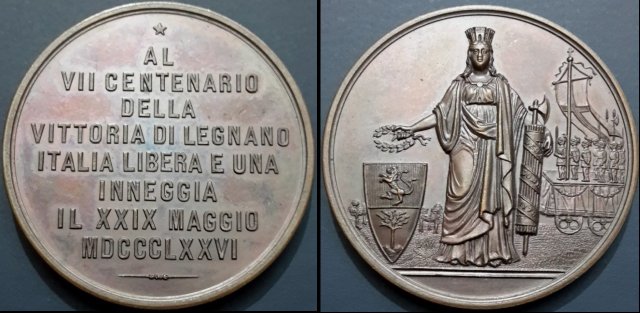 AL
VII CENTENARIO
DELLA
VITTORIA DI LEGNANO
ITALIA LIBERA E UNA
INNEGGIA
IL XXIX MAGGIO
MDCCCLXXVI